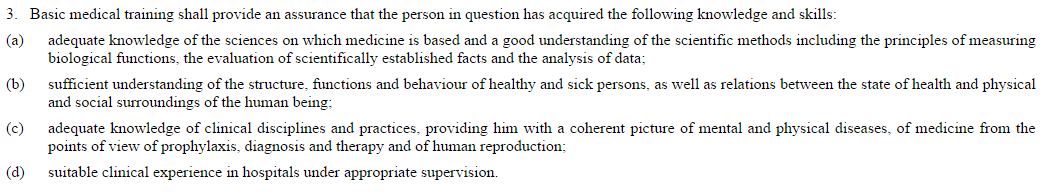 3. Basic medical training shall provide an assurance that the person in question has acquired the following knowledge and skills:
(a) adequate knowledge of the sciences on which medicine is based and a good understanding of the scientific methods including the principles of measuring
biological functions, the evaluation of scientifically established facts and the analysis of data;
(b) sufficient understanding of the structure, functions and behaviour of healthy and sick persons, as well as relations between the state of health and physical
and social surroundings of the human being;
(c) adequate knowledge of clinical disciplines and practices, providing him with a coherent picture of mental and physical diseases, of medicine from the
points of view of prophylaxis, diagnosis and therapy and of human reproduction;
(d) suitable clinical experience in hospitals under appropriate supervision.